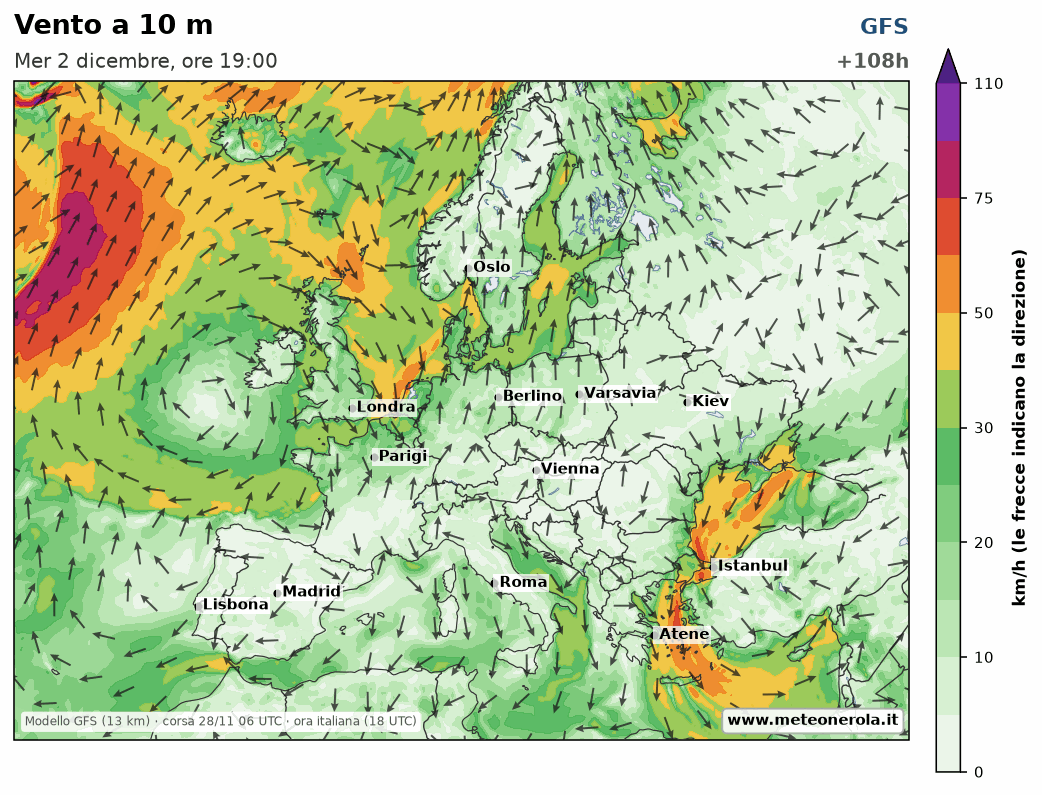 Vento a 10 m
GFS
Mer 2 dicembre, ore 19:00
+108h
110
75
50
30
20
10
0
km/h (le frecce indicano la direzione)
Oslo
Londra
Berlino
Varsavia
Kiev
Parigi
Vienna
Istanbul
Roma
Madrid
Lisbona
Atene
Modello GFS (13 km) · corsa 28/11 06 UTC · ora italiana (18 UTC)
www.meteonerola.it